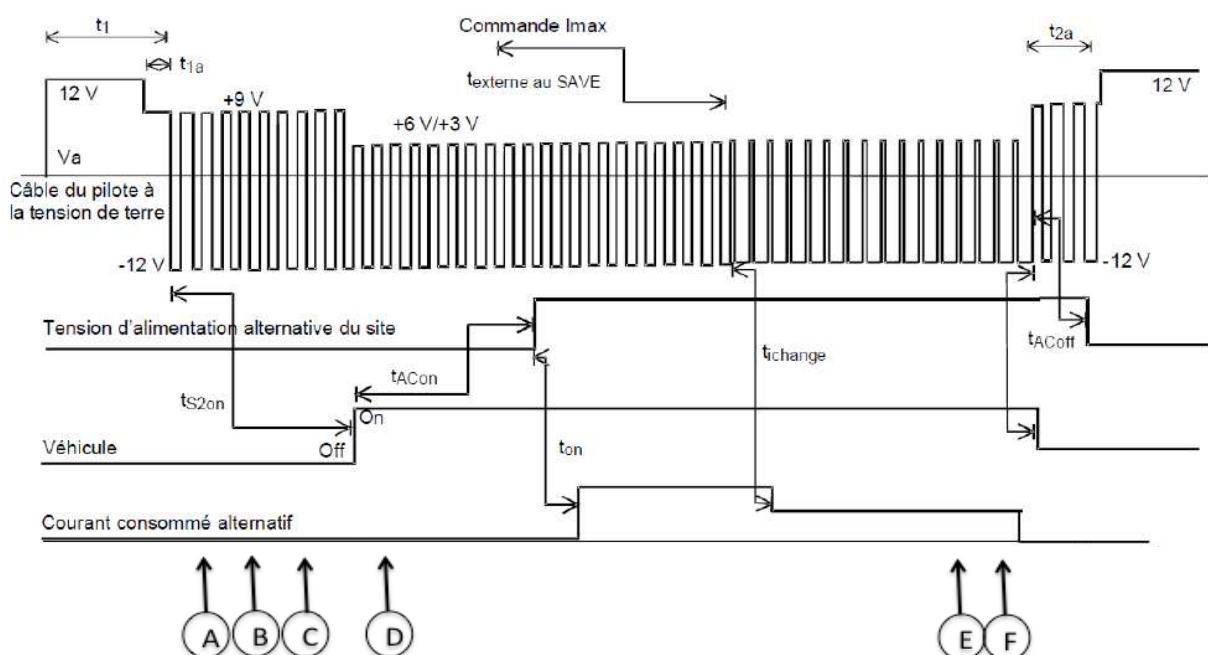 t1
Commande Imax
t2a
t1a
texterne au SAVE
12 V
+9 V
12 V
+6 V/+3 V
Va
Câble du pilote à
la tension de terre
-12 V
-12 V
Tension d'alimentation alternative du site
tACoff
tichange
tACon
tS2on
On
Véhicule
Off
ton
Courant consommé alternatif
A B C D E F